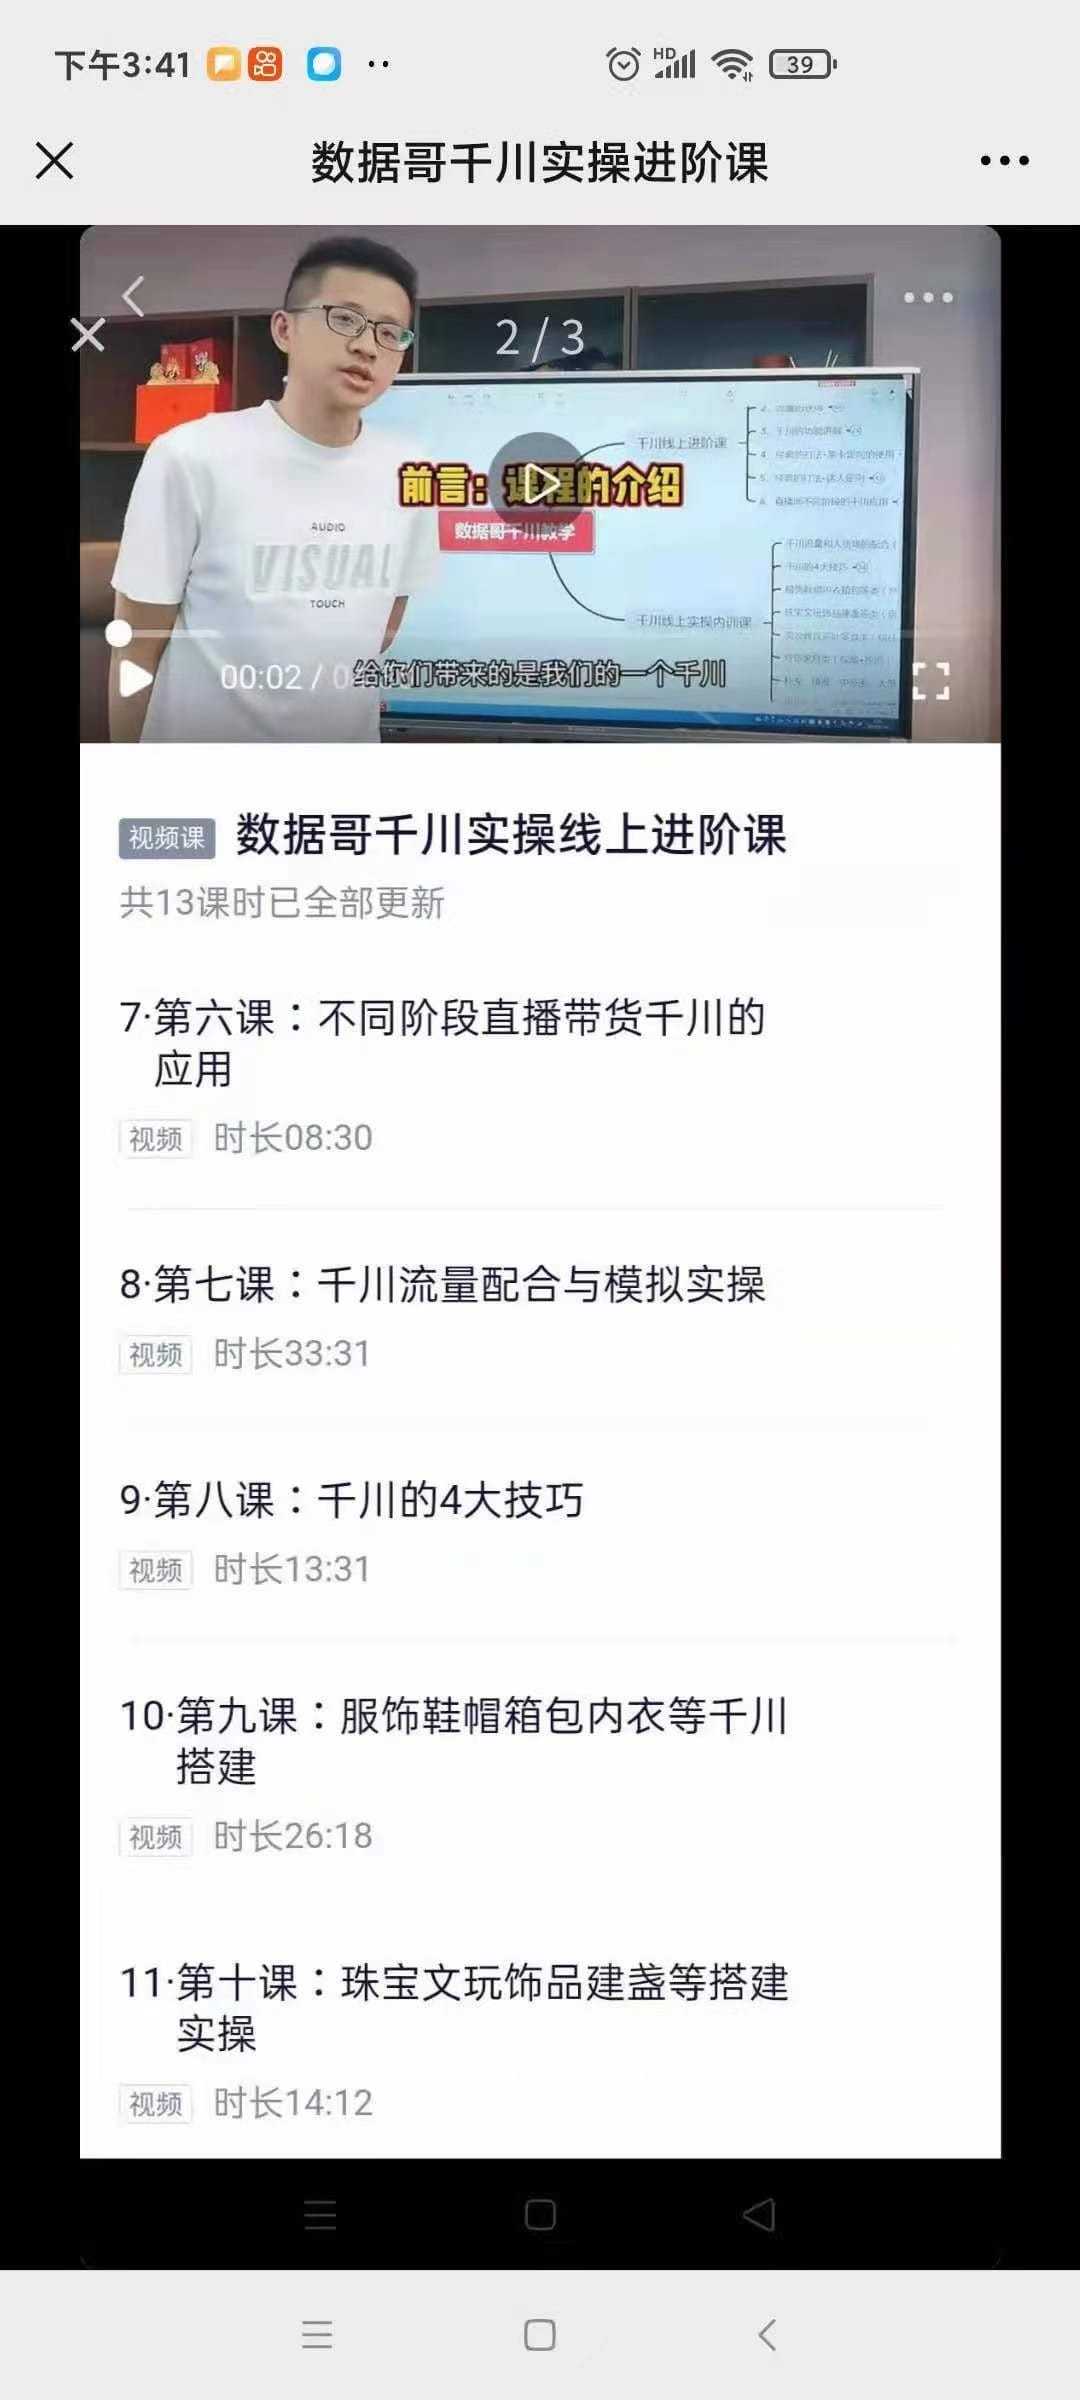 下午3:41
HD
39
数据哥千川实操进阶课
2 / 3
千川线上进阶课
前言：课程的介绍
数据哥千川教学
AUDIO
VISUAL
TOUCH
千川的4大技巧
千川线上实操内训课
00:02 / 0
给你们带来的是我们的一个千川
视频课 数据哥千川实操线上进阶课
共13课时已全部更新
7·第六课：不同阶段直播带货千川的
应用
视频 时长08:30
8·第七课：千川流量配合与模拟实操
视频 时长33:31
9·第八课：千川的4大技巧
视频 时长13:31
10·第九课：服饰鞋帽箱包内衣等千川
搭建
视频 时长26:18
11·第十课：珠宝文玩饰品建盏等搭建
实操
视频 时长14:12